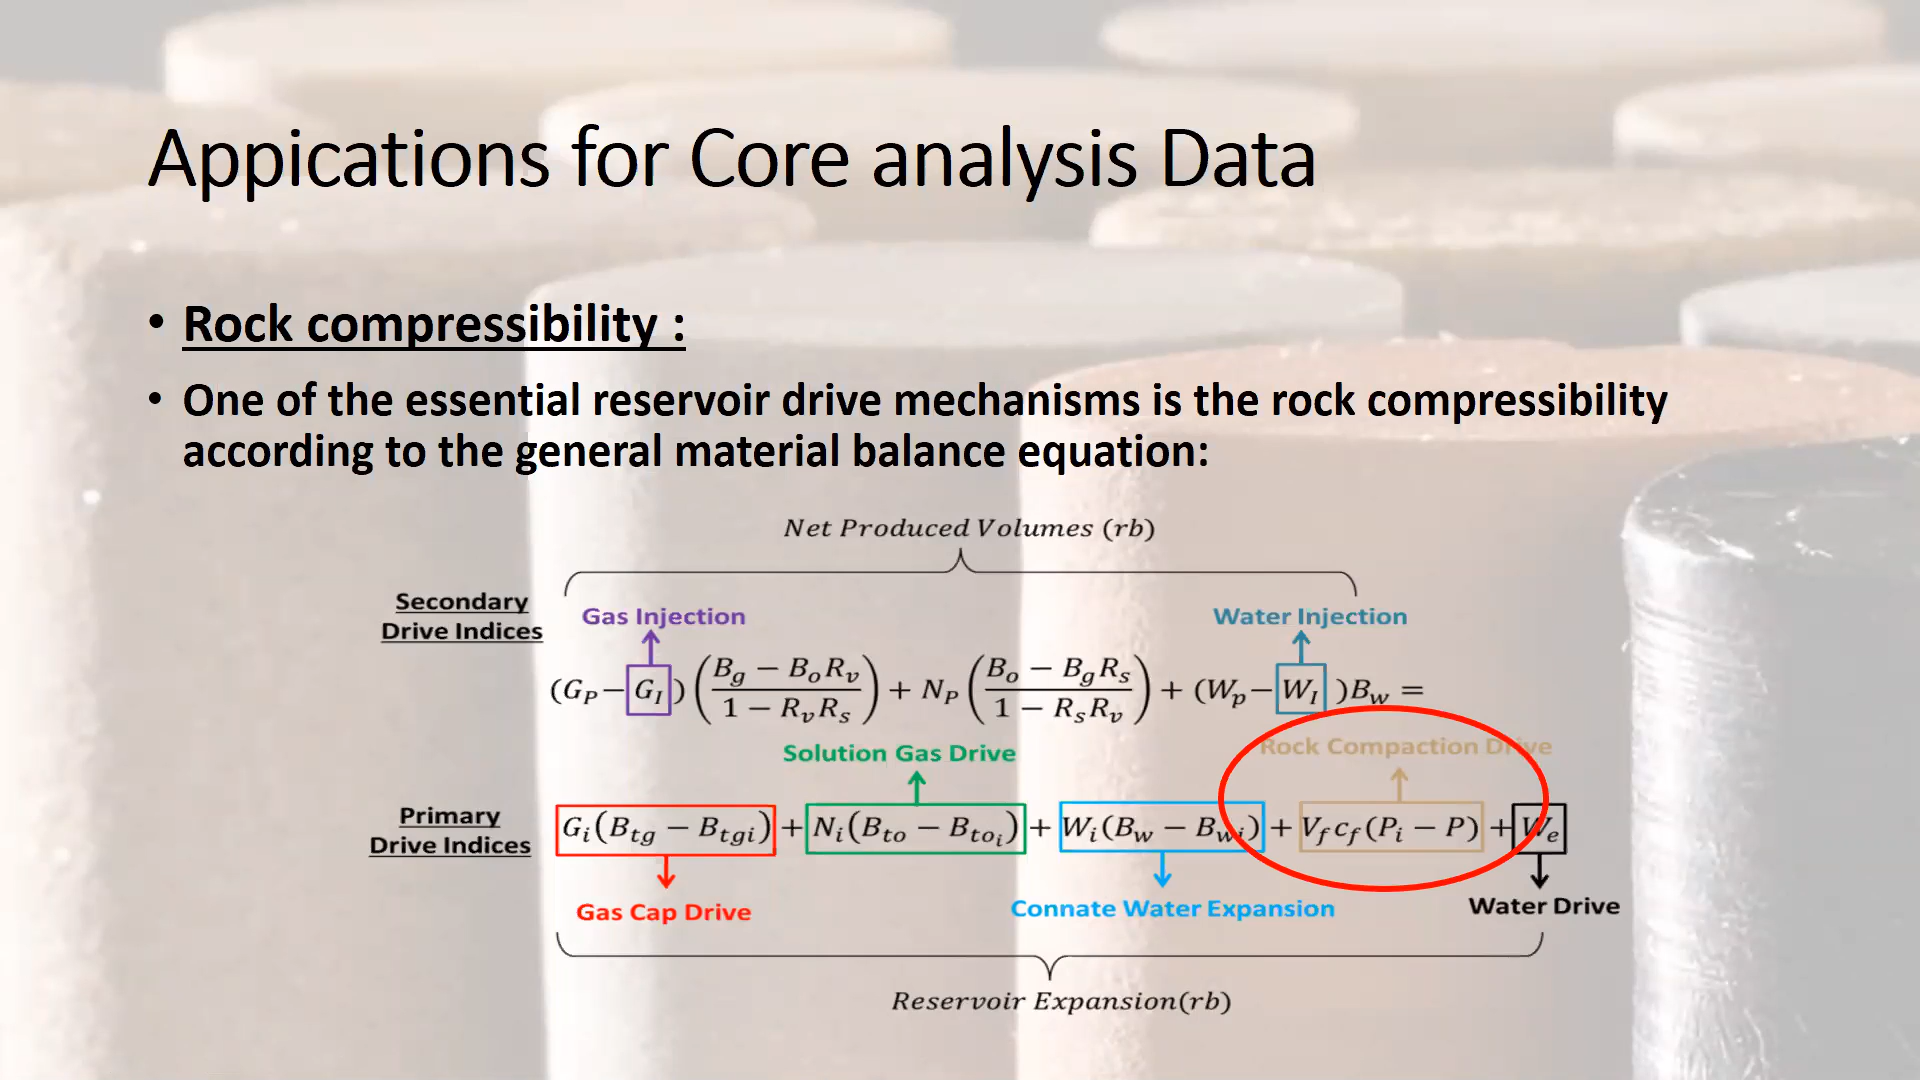 Appications for Core analysis Data
• Rock compressibility :
• One of the essential reservoir drive mechanisms is the rock compressibility
according to the general material balance equation:
Net Produced Volumes (rb)
Secondary
Drive Indices
Gas Injection
Water Injection
(G_P − G_I) ((B_g − B_o R_v)/(1 − R_v R_s)) + N_P ((B_o − B_g R_s)/(1 − R_s R_v)) + (W_p − W_I)B_w =
Solution Gas Drive
Rock Compaction Drive
Primary
Drive Indices
G_i(B_tg − B_tgi) + N_i(B_to − B_to_i) + W_i(B_w − B_wi) + V_f c_f(P_i − P) + W_e
Gas Cap Drive
Connate Water Expansion
Water Drive
Reservoir Expansion(rb)